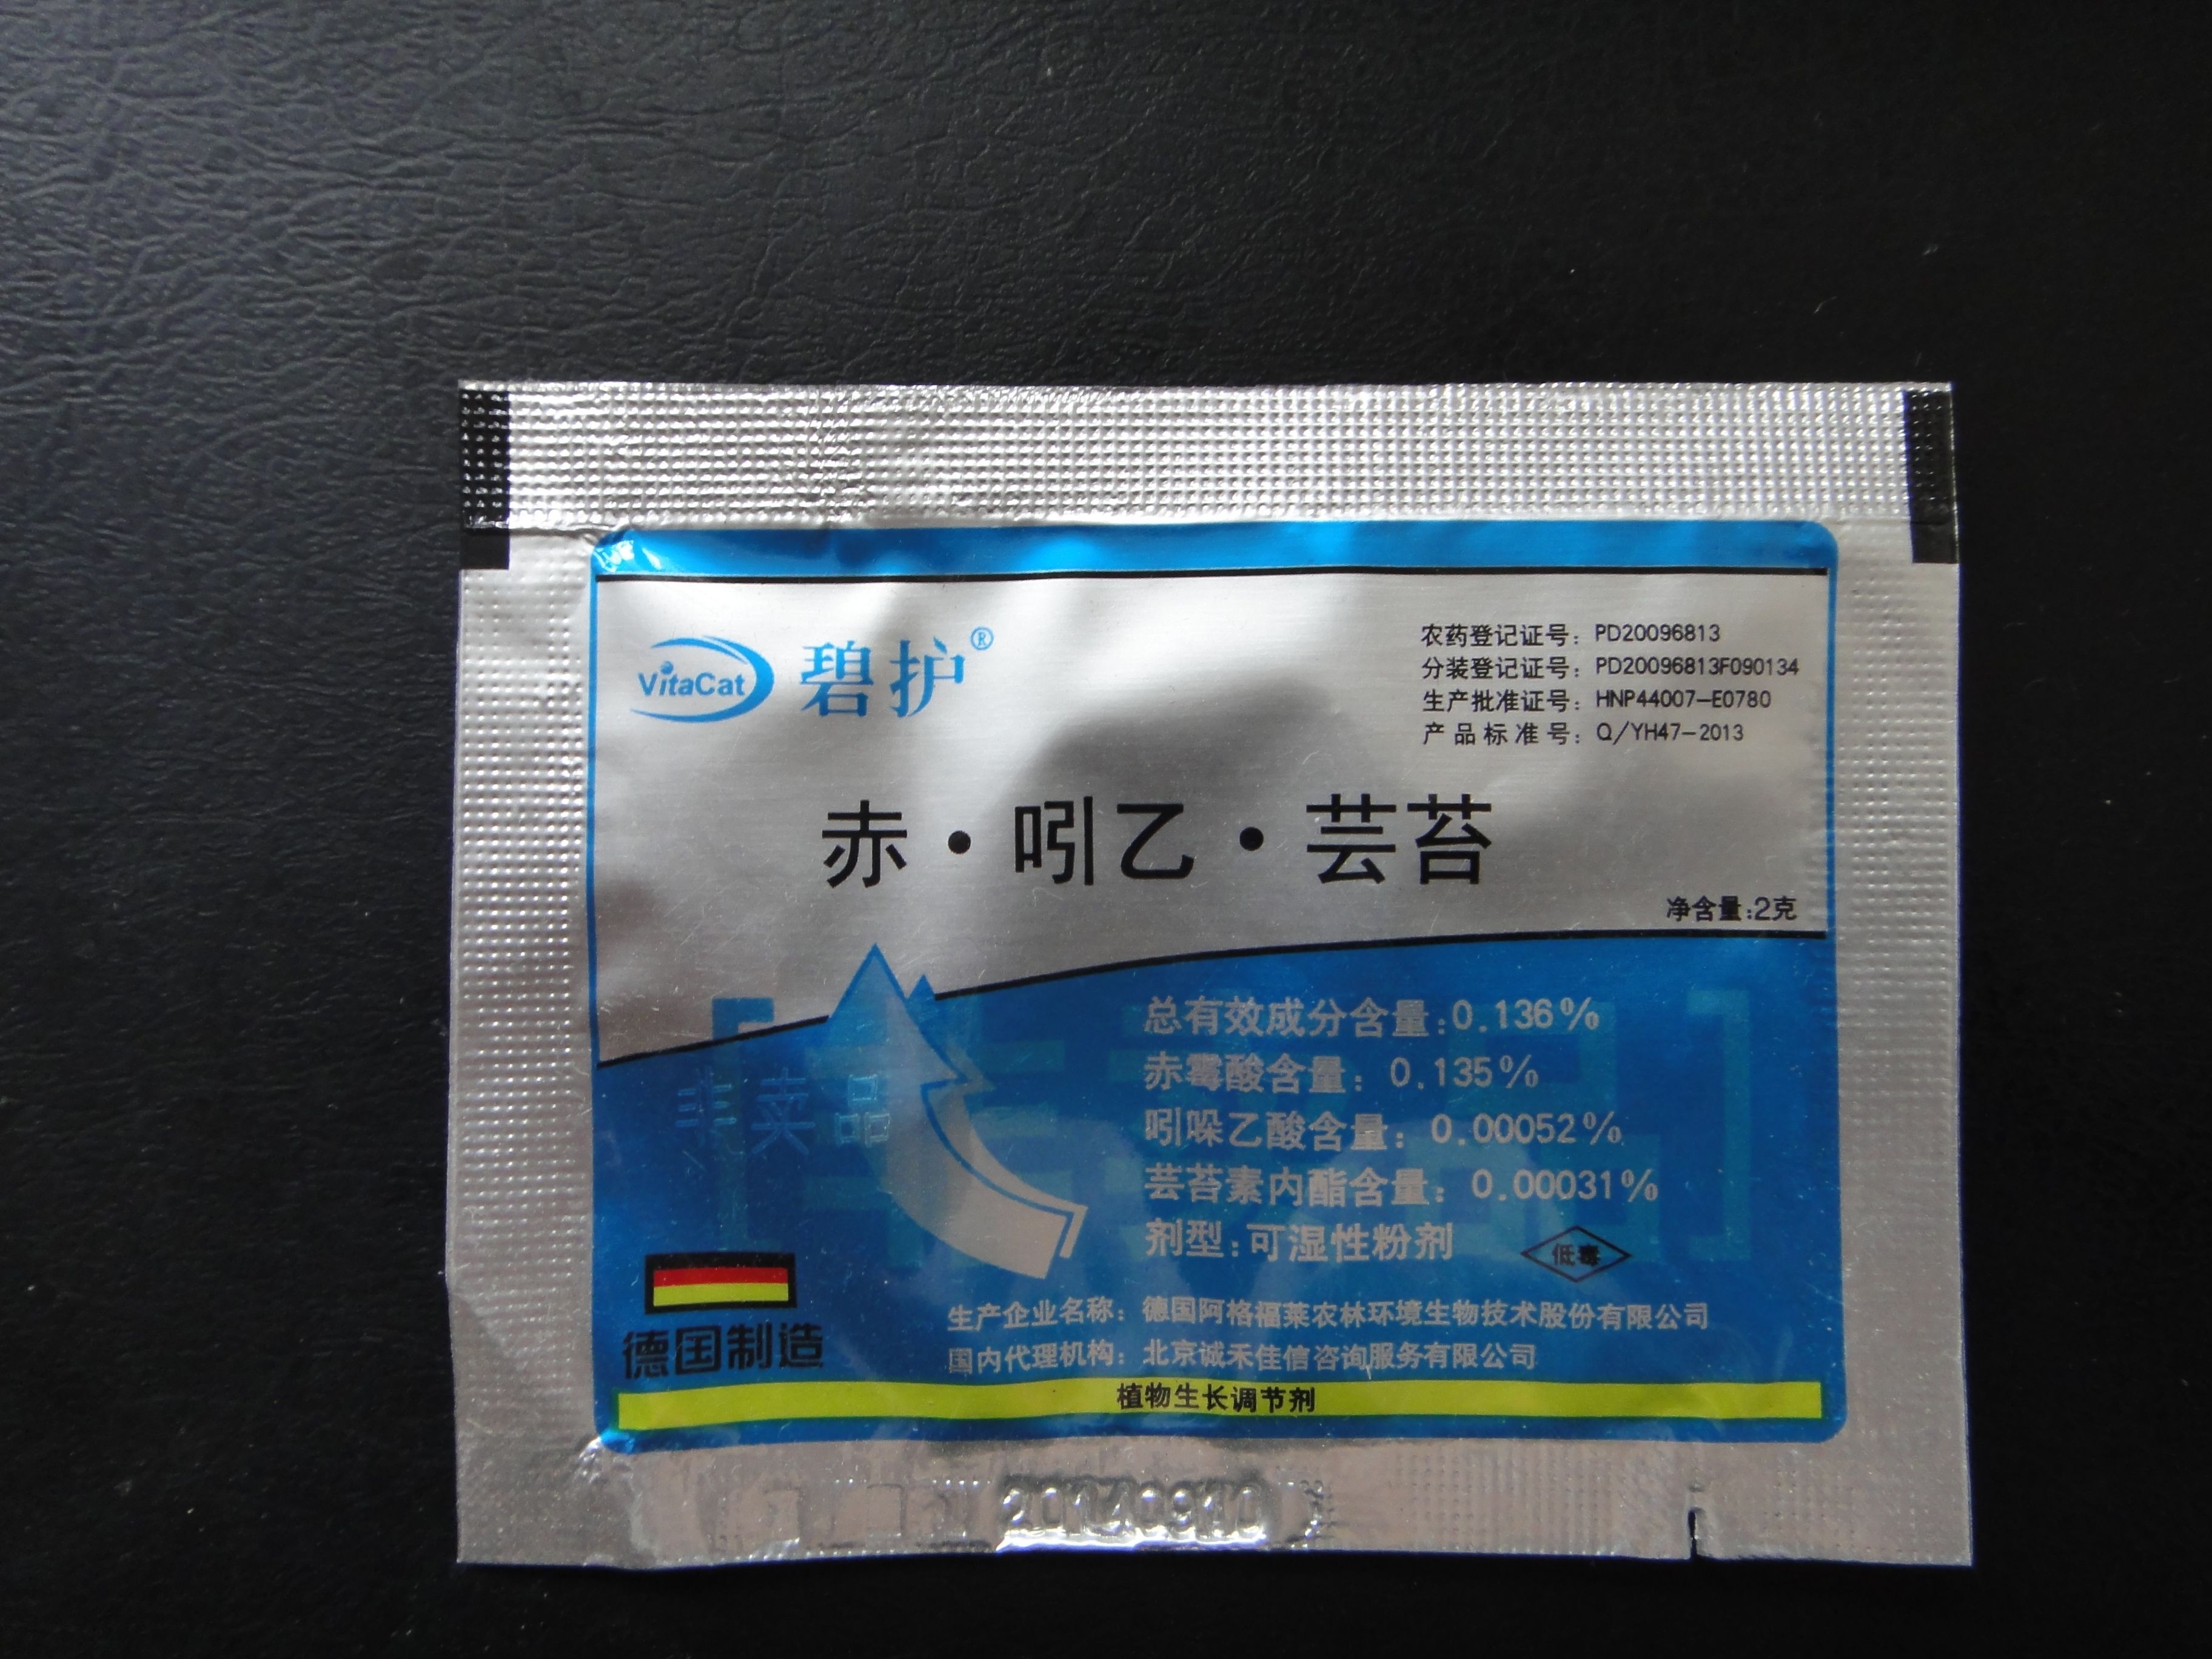 VitaCat 碧护®
农药登记证号：PD20096813
分装登记证号：PD20096813F090134
生产批准证号：HNP44007-E0780
产品标准号：Q/YH47-2013
赤·吲乙·芸苔
净含量:2克
总有效成分含量:0.136%
赤霉酸含量：0.135%
吲哚乙酸含量：0.00052%
芸苔素内酯含量：0.00031%
剂型:可湿性粉剂
低毒
非卖品
德国制造
生产企业名称：德国阿格福莱农林环境生物技术股份有限公司
国内代理机构：北京诚禾佳信咨询服务有限公司
植物生长调节剂
20140910